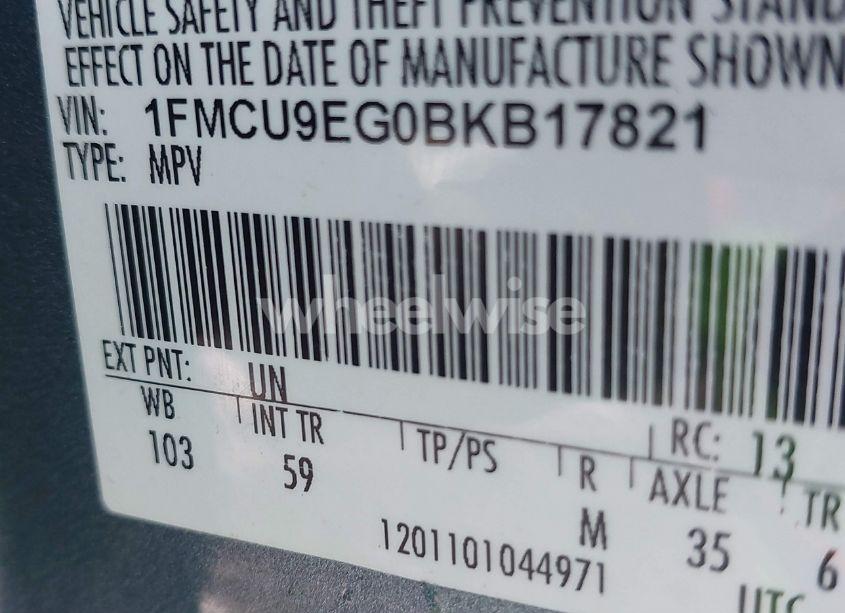 VEHICLE SAFETY AND THEFT PREVENTION STAND
EFFECT ON THE DATE OF MANUFACTURE SHOWN
VIN: 1FMCU9EG0BKB17821
TYPE: MPV
wheelwise
EXT PNT: UN RC: 13
WB INT TR TP/PS R AXLE TR
103 59 M 35 6
1201101044971 UTC